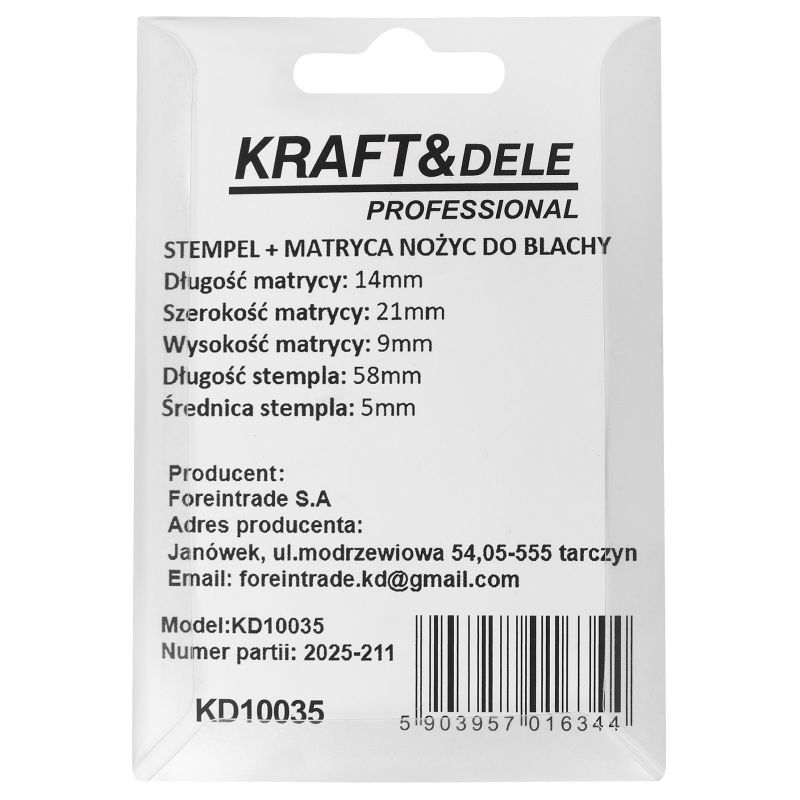 KRAFT&DELE
PROFESSIONAL
STEMPEL + MATRYCA NOŻYC DO BLACHY
Długość matrycy: 14mm
Szerokość matrycy: 21mm
Wysokość matrycy: 9mm
Długość stempla: 58mm
Średnica stempla: 5mm
Producent:
Foreintrade S.A
Adres producenta:
Janówek, ul.modrzewiowa 54,05-555 tarczyn
Email: foreintrade.kd@gmail.com
Model:KD10035
Numer partii: 2025-211
KD10035
5 903957 016344